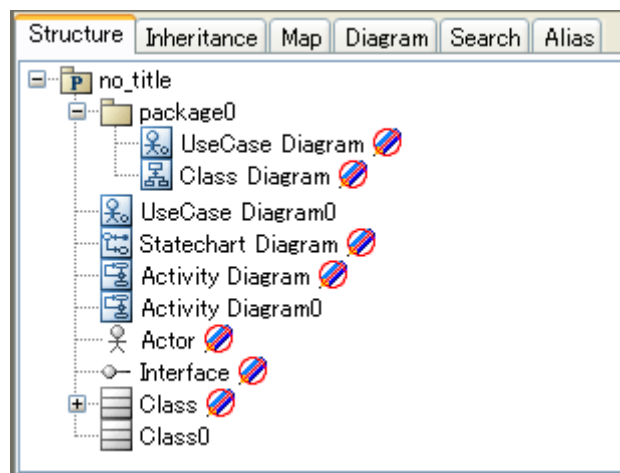 Structure Inheritance Map Diagram Search Alias
P no_title
package0
UseCase Diagram
Class Diagram
UseCase Diagram0
Statechart Diagram
Activity Diagram
Activity Diagram0
Actor
Interface
Class
Class0